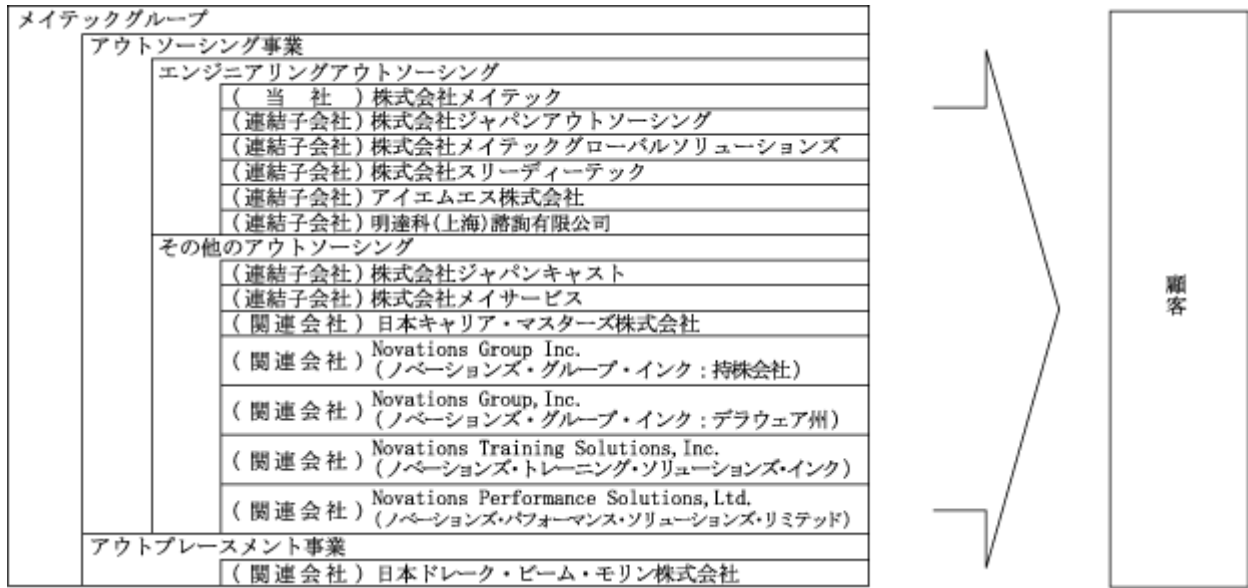 メイテックグループ
アウトソーシング事業
エンジニアリングアウトソーシング
( 当 社 )株式会社メイテック
(連結子会社)株式会社ジャパンアウトソーシング
(連結子会社)株式会社メイテックグローバルソリューションズ
(連結子会社)株式会社スリーディーテック
(連結子会社)アイエムエス株式会社
(連結子会社)明達科(上海)諮詢有限公司
その他のアウトソーシング
(連結子会社)株式会社ジャパンキャスト
(連結子会社)株式会社メイサービス
(関連会社)日本キャリア・マスターズ株式会社
(関連会社)Novations Group Inc.
(ノベーションズ・グループ・インク:持株会社)
(関連会社)Novations Group,Inc.
(ノベーションズ・グループ・インク:デラウェア州)
(関連会社)Novations Training Solutions,Inc.
(ノベーションズ・トレーニング・ソリューションズ・インク)
(関連会社)Novations Performance Solutions,Ltd.
(ノベーションズ・パフォーマンス・ソリューションズ・リミテッド)
アウトプレースメント事業
(関連会社)日本ドレーク・ビーム・モリン株式会社
顧客